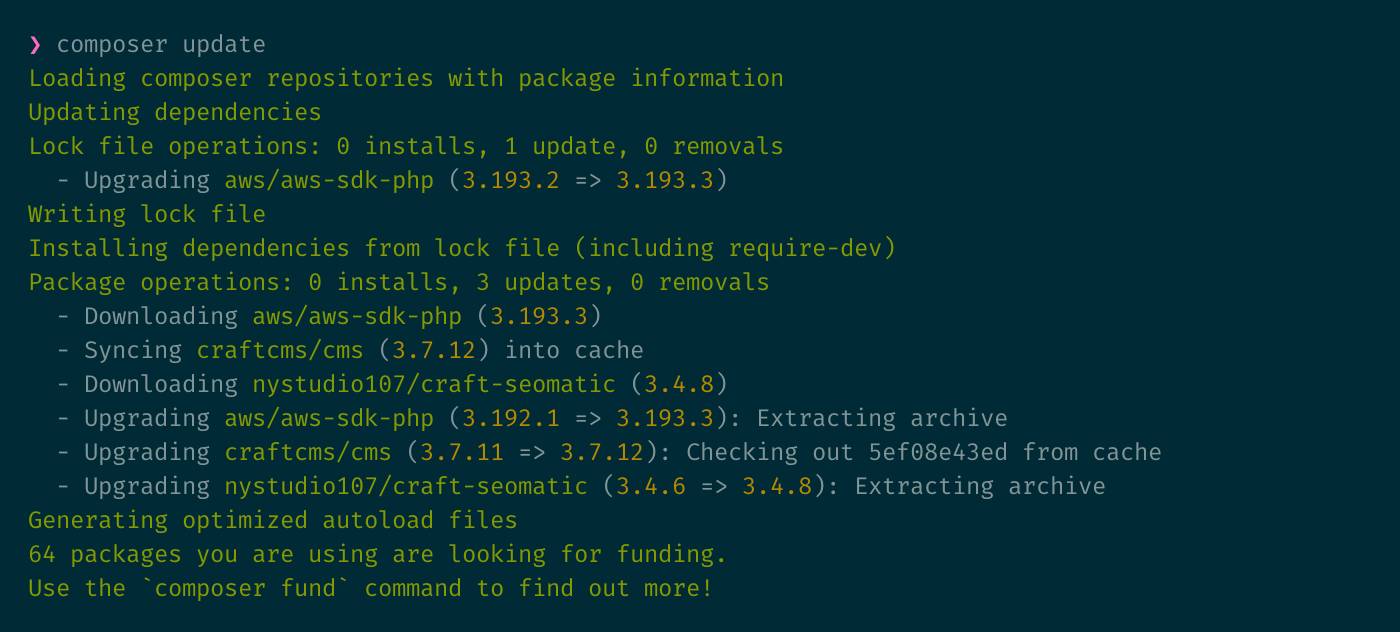 ❯ composer update
Loading composer repositories with package information
Updating dependencies
Lock file operations: 0 installs, 1 update, 0 removals
  - Upgrading aws/aws-sdk-php (3.193.2 => 3.193.3)
Writing lock file
Installing dependencies from lock file (including require-dev)
Package operations: 0 installs, 3 updates, 0 removals
  - Downloading aws/aws-sdk-php (3.193.3)
  - Syncing craftcms/cms (3.7.12) into cache
  - Downloading nystudio107/craft-seomatic (3.4.8)
  - Upgrading aws/aws-sdk-php (3.192.1 => 3.193.3): Extracting archive
  - Upgrading craftcms/cms (3.7.11 => 3.7.12): Checking out 5ef08e43ed from cache
  - Upgrading nystudio107/craft-seomatic (3.4.6 => 3.4.8): Extracting archive
Generating optimized autoload files
64 packages you are using are looking for funding.
Use the `composer fund` command to find out more!